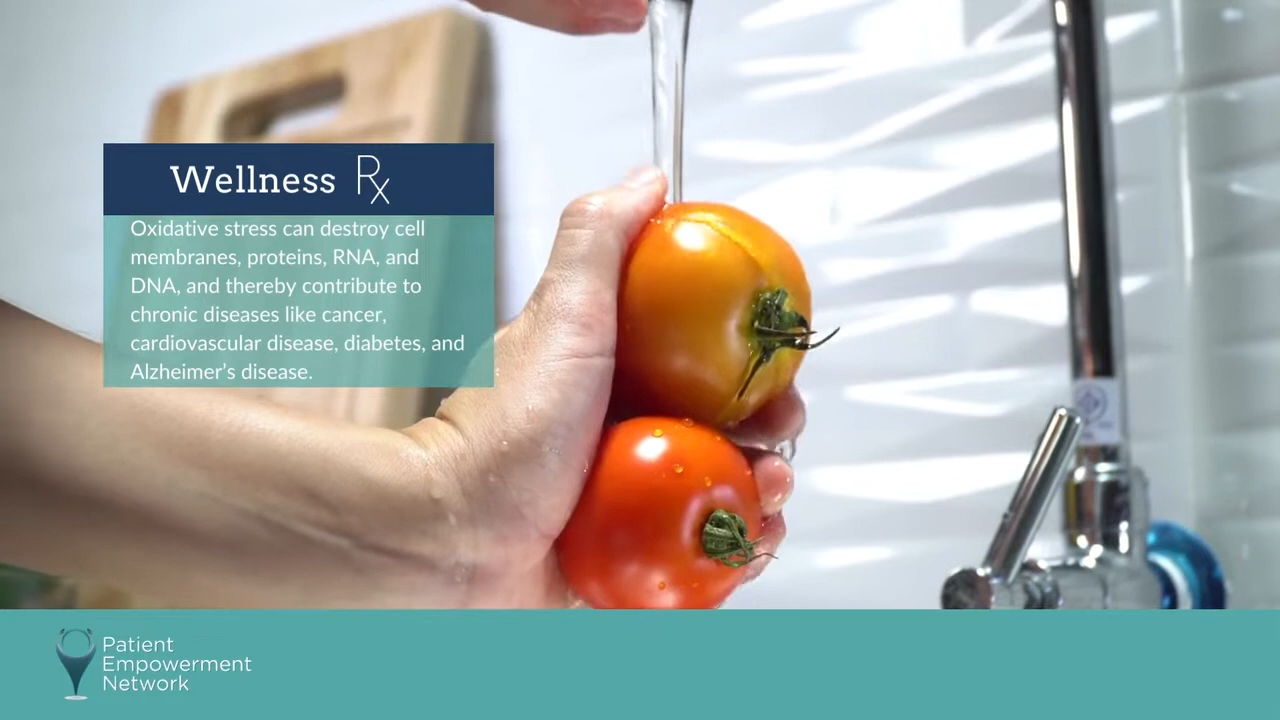 Wellness Rx
Oxidative stress can destroy cell
membranes, proteins, RNA, and
DNA, and thereby contribute to
chronic diseases like cancer,
cardiovascular disease, diabetes, and
Alzheimer's disease.
Patient
Empowerment
Network